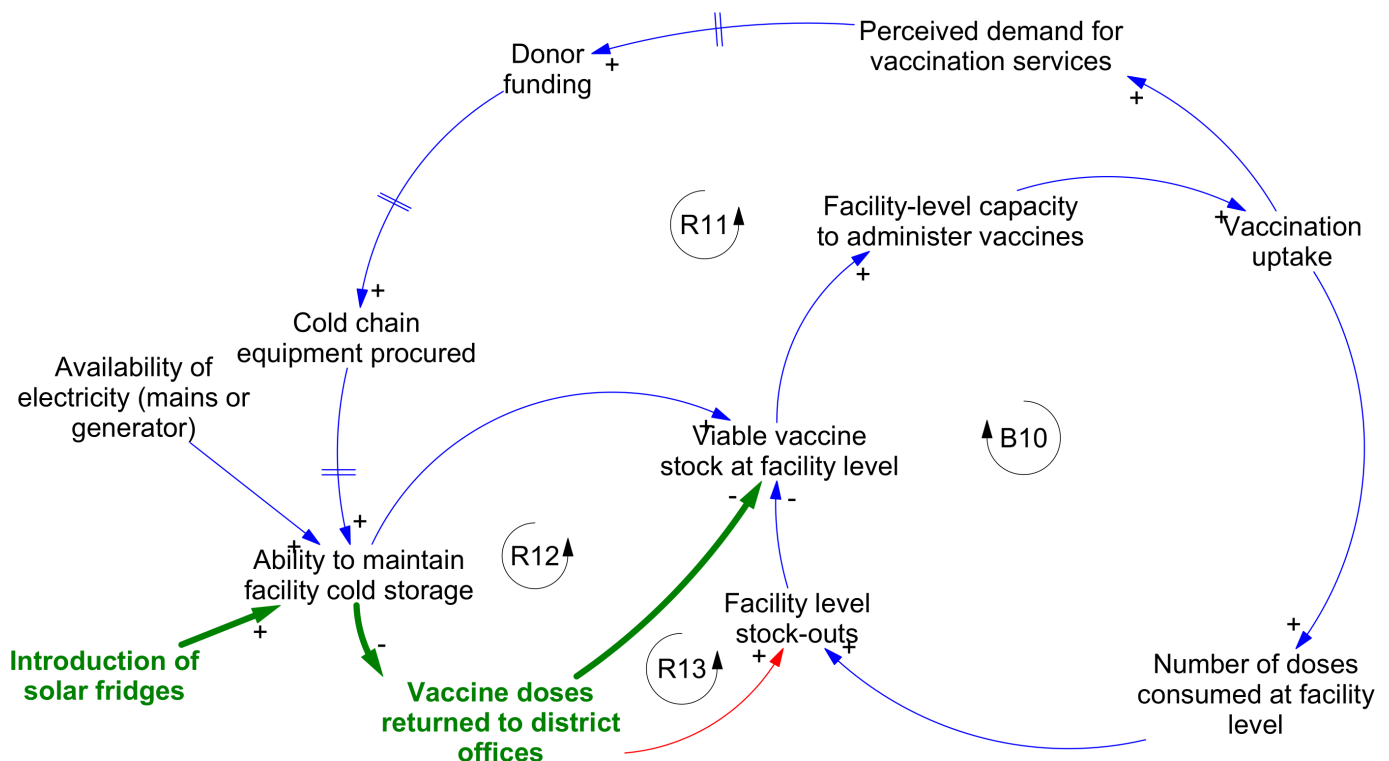 Perceived demand for
vaccination services
+
Donor
funding
+
Facility-level capacity
to administer vaccines
+
R11
Vaccination
uptake
+
+
Cold chain
equipment procured
Availability of
electricity (mains or
generator)
+
Viable vaccine
stock at facility level
B10
-
-
+
+
Ability to maintain
facility cold storage
R12
+
Facility level
stock-outs
+
+
-
R13
+
Introduction of
solar fridges
Vaccine doses
returned to district
offices
Number of doses
consumed at facility
level